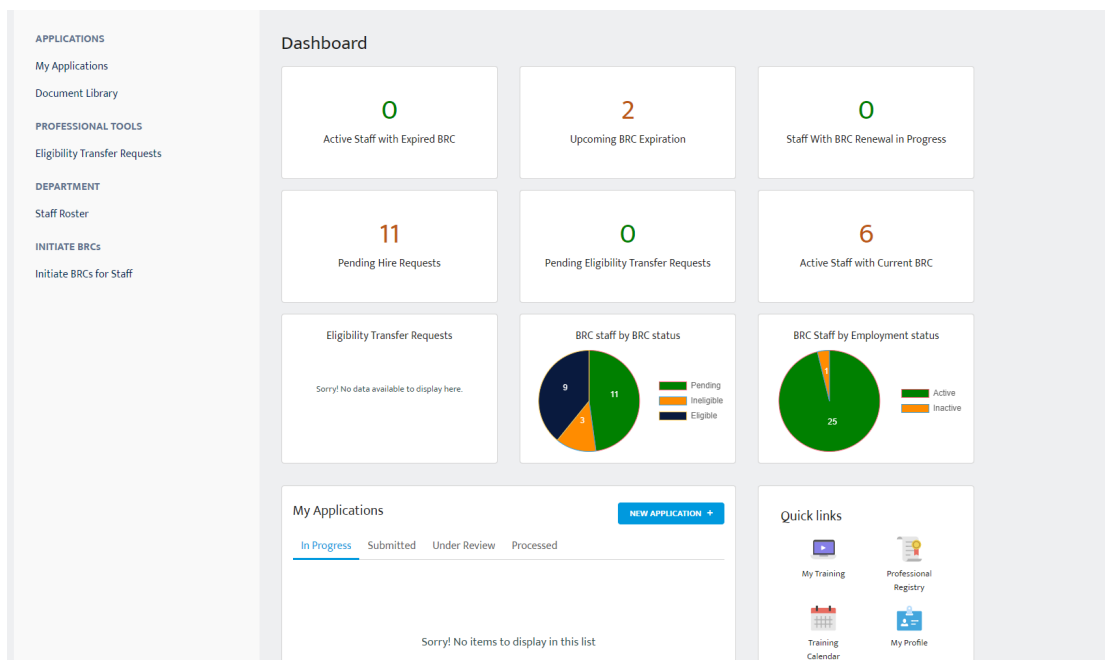 APPLICATIONS
My Applications
Document Library
PROFESSIONAL TOOLS
Eligibility Transfer Requests
DEPARTMENT
Staff Roster
INITIATE BRCs
Initiate BRCs for Staff
Dashboard
0
Active Staff with Expired BRC
2
Upcoming BRC Expiration
0
Staff With BRC Renewal in Progress
11
Pending Hire Requests
0
Pending Eligibility Transfer Requests
6
Active Staff with Current BRC
Eligibility Transfer Requests
Sorry! No data available to display here.
BRC staff by BRC status
9
11
3
Pending
Ineligible
Eligible
BRC Staff by Employment status
1
25
Active
Inactive
My Applications
NEW APPLICATION +
In Progress Submitted Under Review Processed
Sorry! No items to display in this list
Quick links
My Training
Professional
Registry
Training
Calendar
My Profile